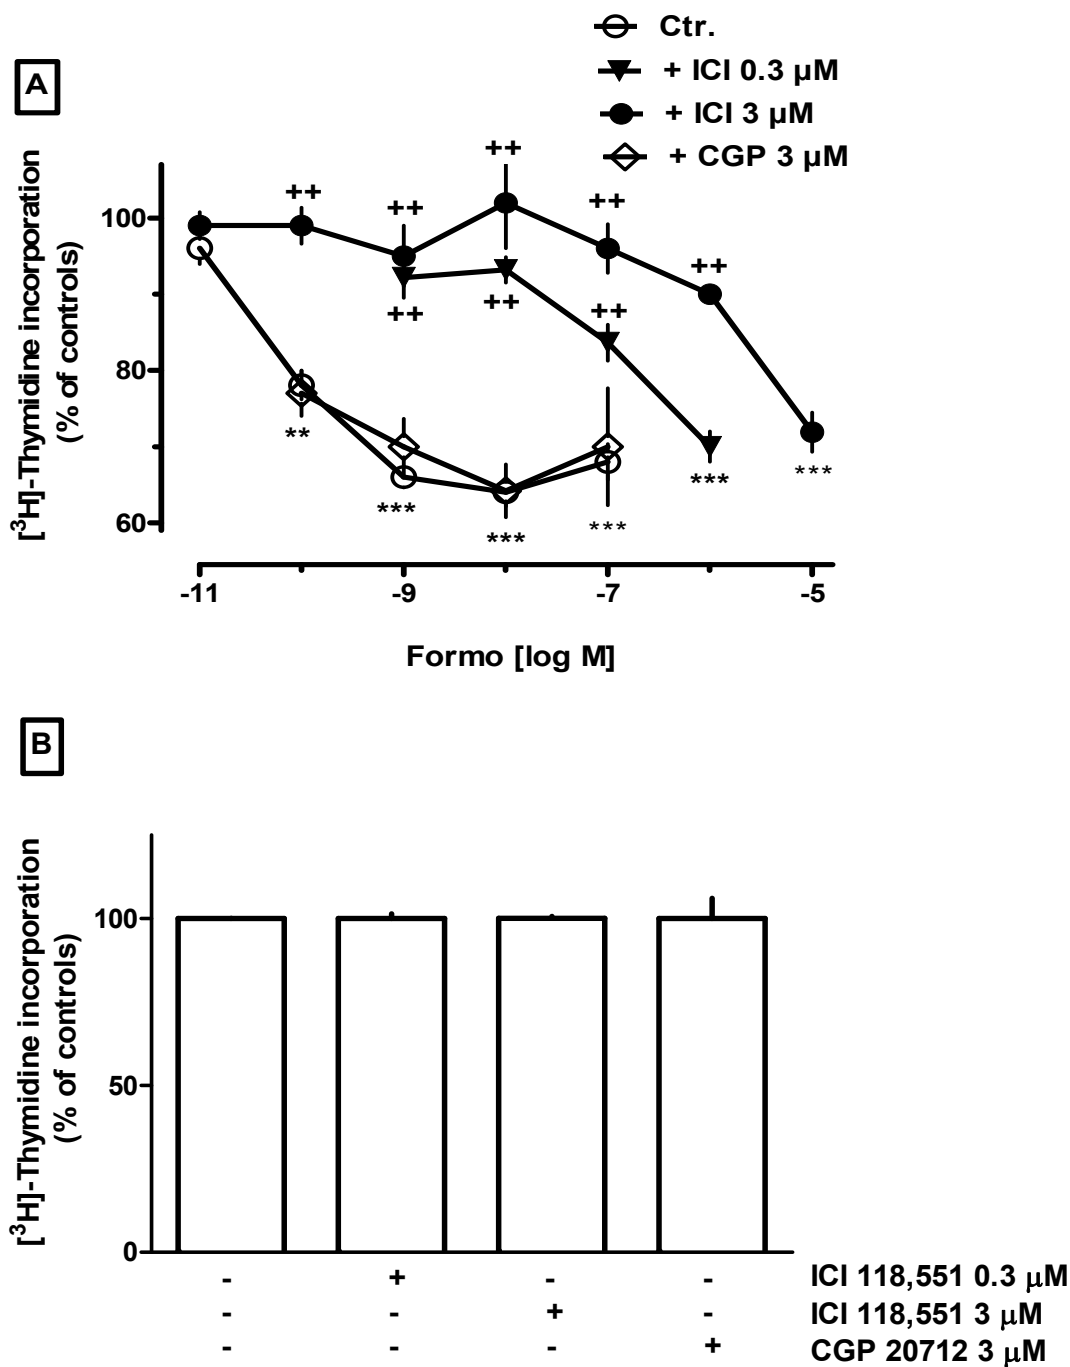 Ctr.
+ ICI 0.3 µM
+ ICI 3 µM
+ CGP 3 µM
A
[³H]-Thymidine incorporation
(% of controls)
100
80
60
++
++
++
++
++
++
++
++
**
***
***
***
***
***
-11
-9
-7
-5
Formo [log M]
B
[³H]-Thymidine incorporation
(% of controls)
100
50
0
- + - - ICI 118,551 0.3 µM
- - + - ICI 118,551 3 µM
- - - + CGP 20712 3 µM